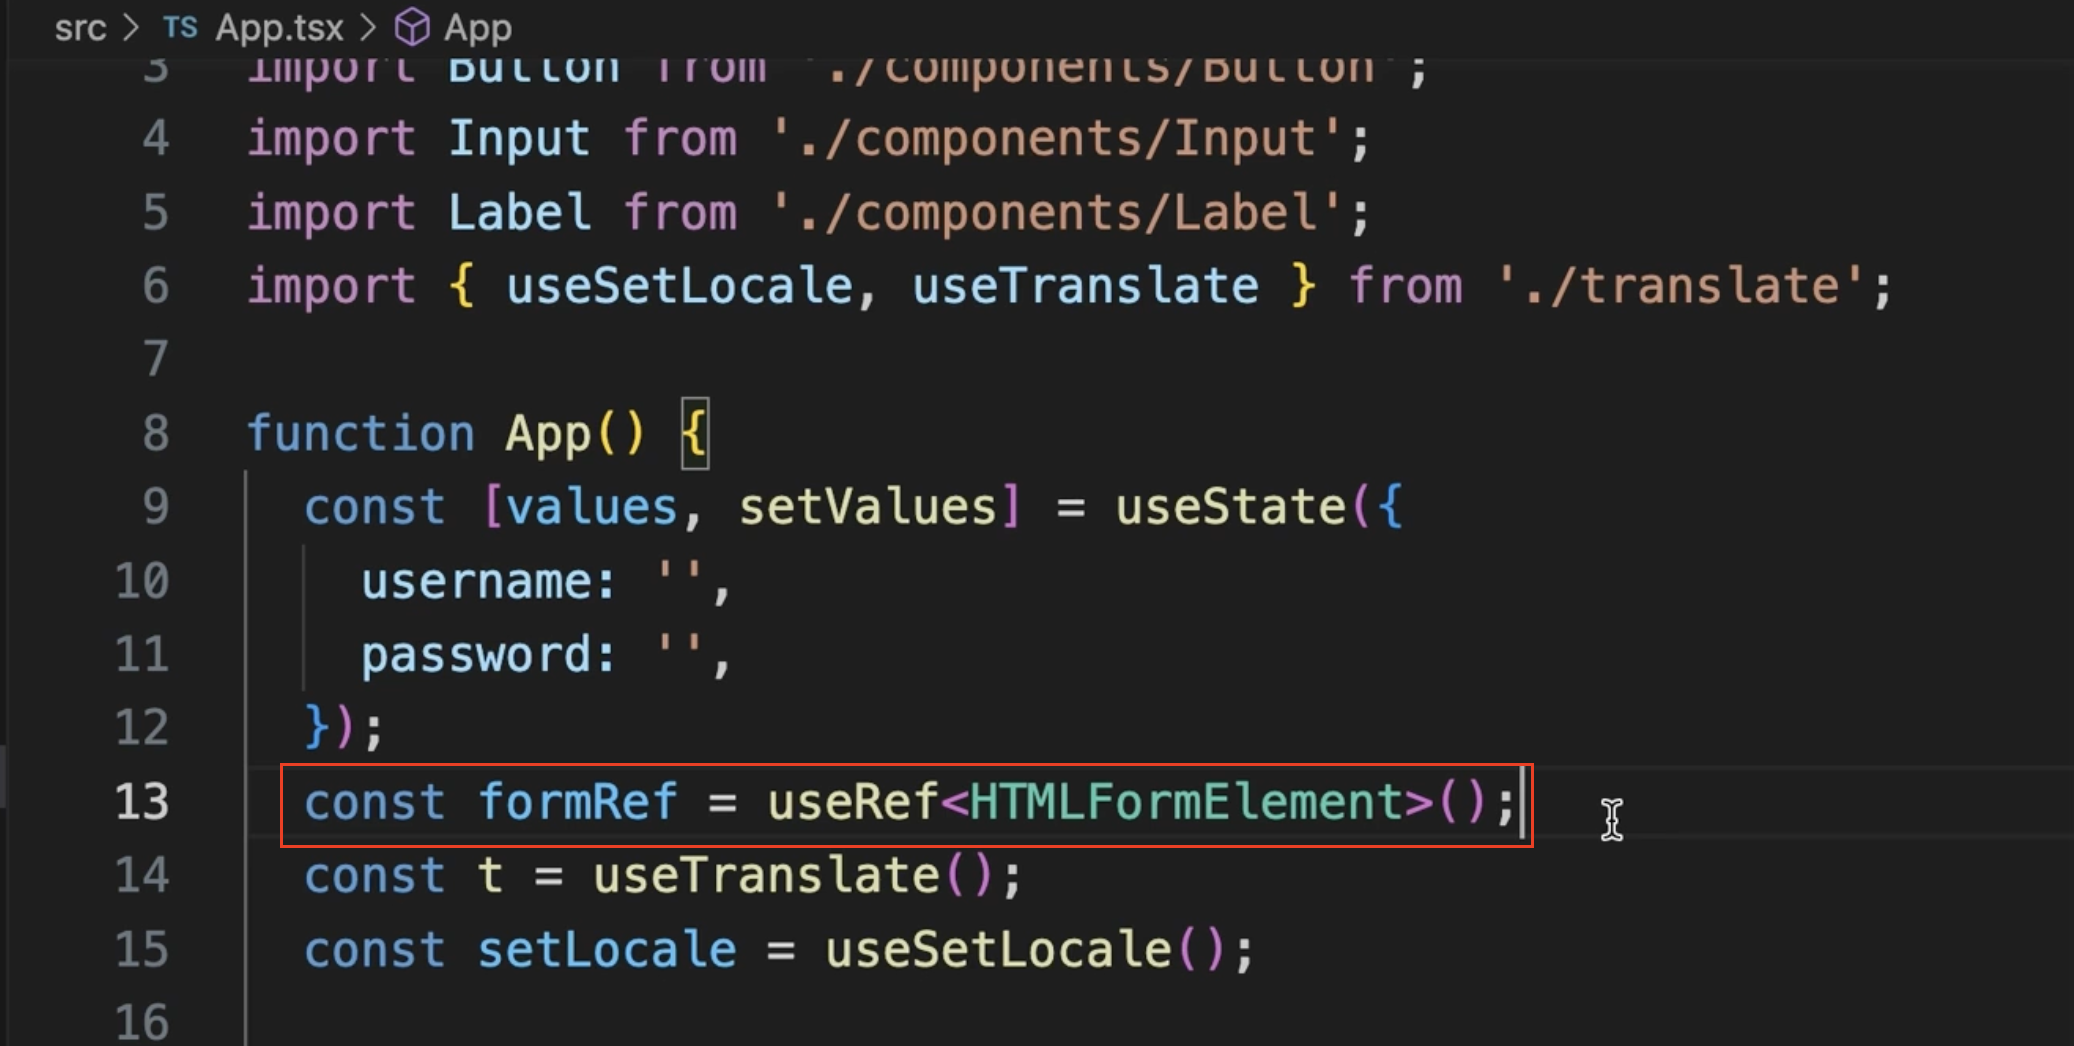 src > TS App.tsx > App
3 import Button from './components/Button';
4 import Input from './components/Input';
5 import Label from './components/Label';
6 import { useSetLocale, useTranslate } from './translate';
7
8 function App() {
9 const [values, setValues] = useState({
10 username: '',
11 password: '',
12 });
13 const formRef = useRef<HTMLFormElement>();
14 const t = useTranslate();
15 const setLocale = useSetLocale();
16